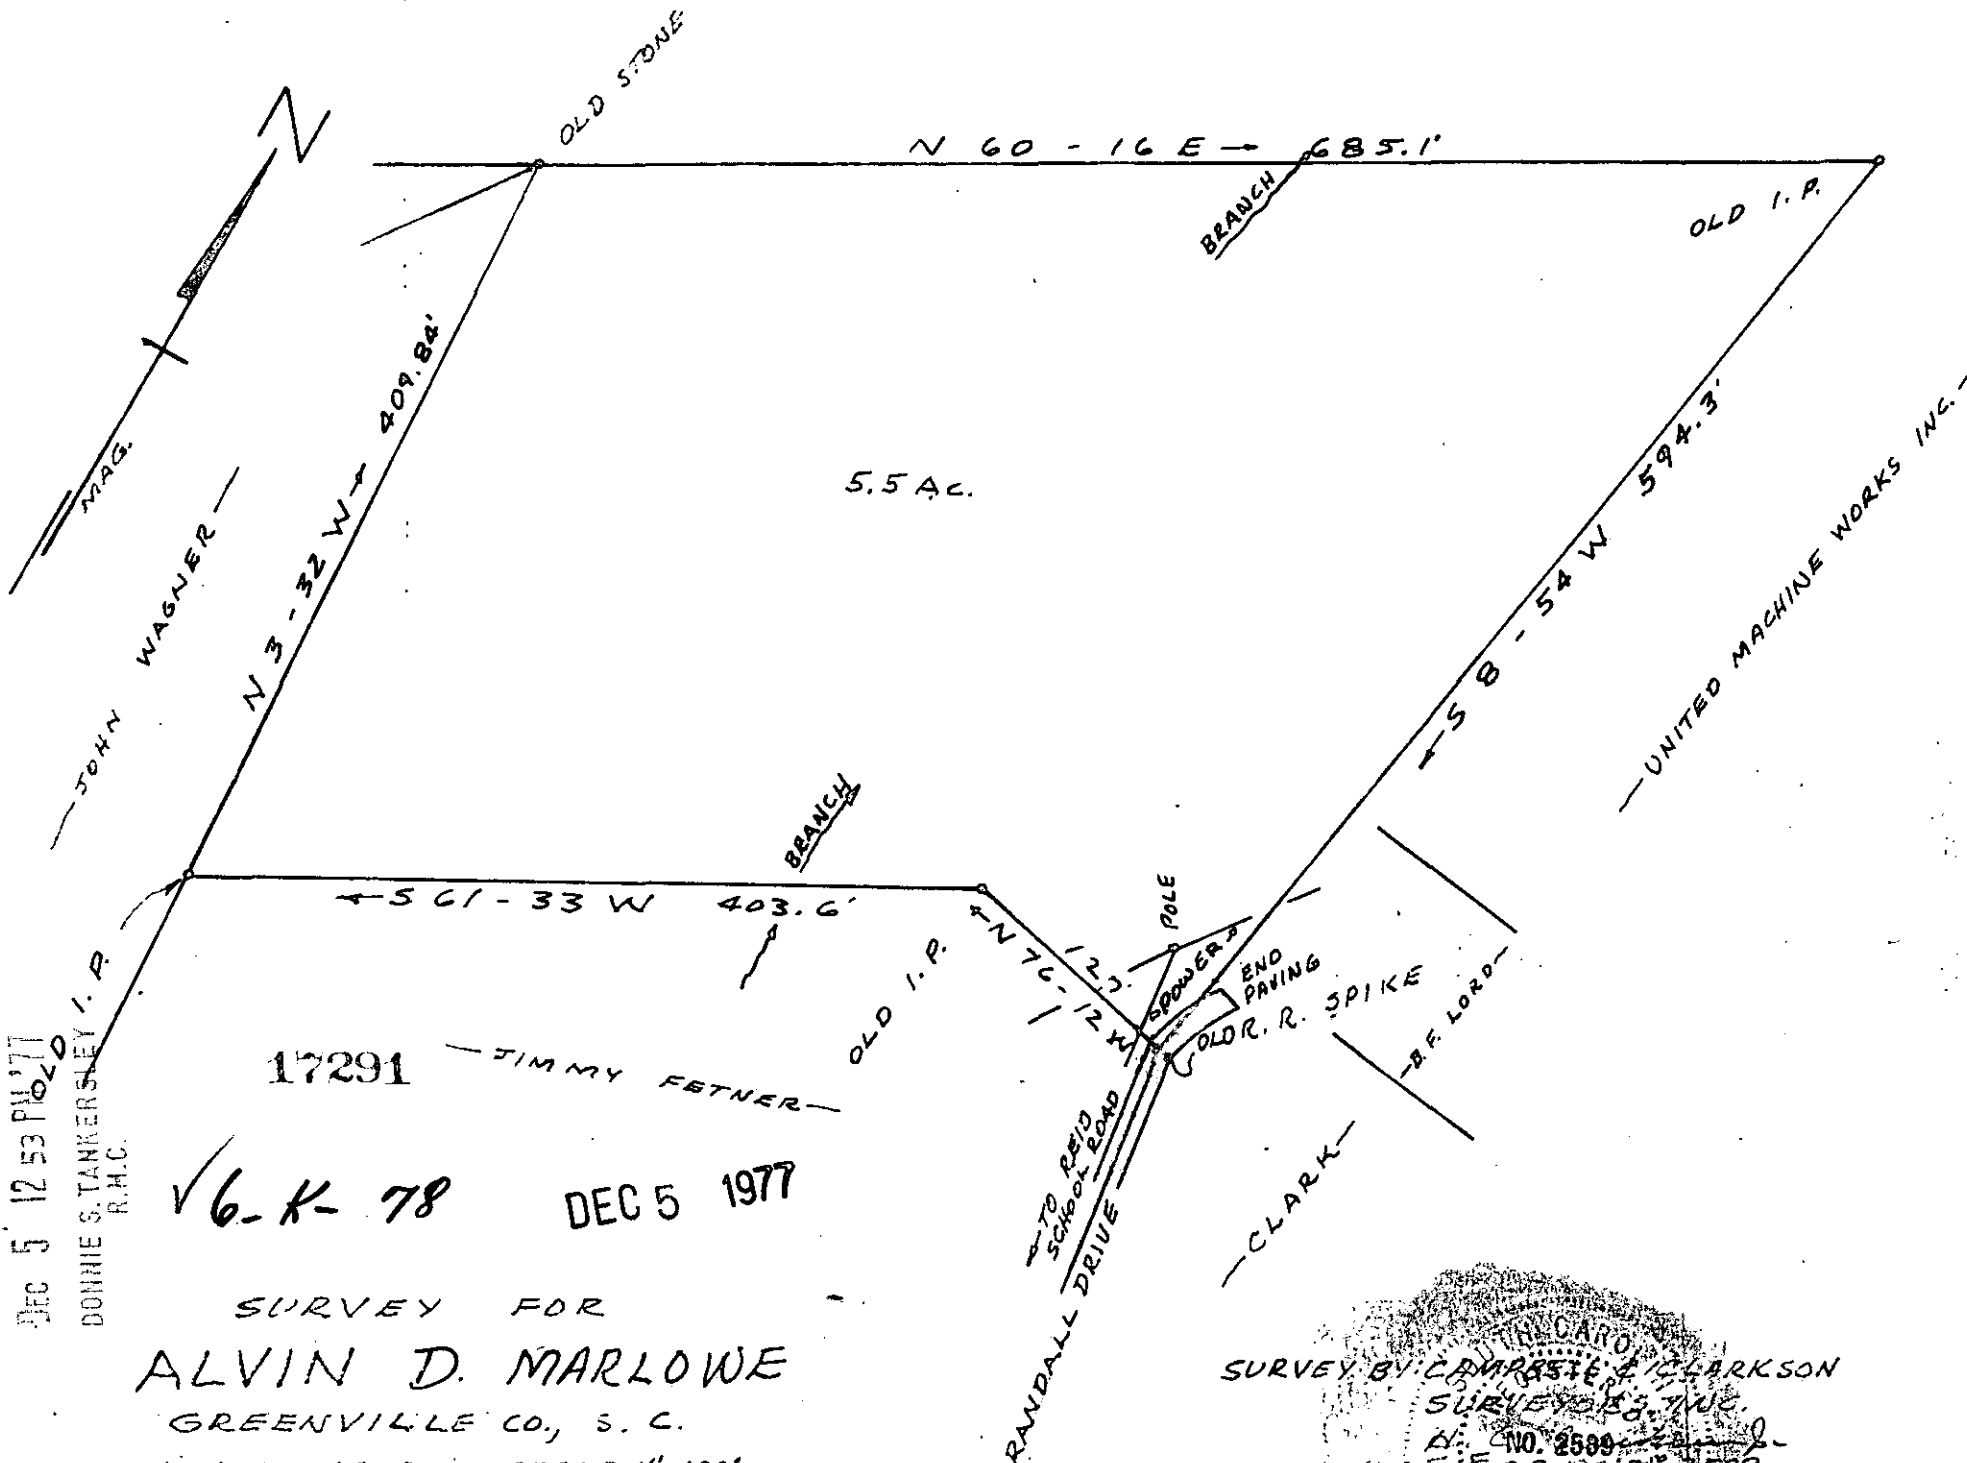 N
OLD STONE
N 60 - 16 E → 685.1'
BRANCH
OLD I.P.
MAG.
— JOHN WAGNER —
N 3 - 32 W → 409.84'
5.5 AC.
← S 8 - 54 W 594.3'
— UNITED MACHINE WORKS INC. —
BRANCH
← S 61 - 33 W 403.6'
← N 76 - 12 W
123.
POLE
POWER
END
PAVING
OLD R.R. SPIKE
— B.F. LORD —
OLD I.P.
OLD I.P.
17291
— JIMMY FETNER —
← TO REID
SCHOOL ROAD
RANDALL DRIVE
— CLARK —
√ 6-K-78
DEC 5 1977
DEC 5 12 53 PM '77
DONNIE S. TANKERSLEY
R.M.C.
SURVEY FOR
ALVIN D. MARLOWE
GREENVILLE CO., S. C.
SURVEY BY: CAMPBELL & CLARKSON
SURVEYORS, INC.
NO. 2589